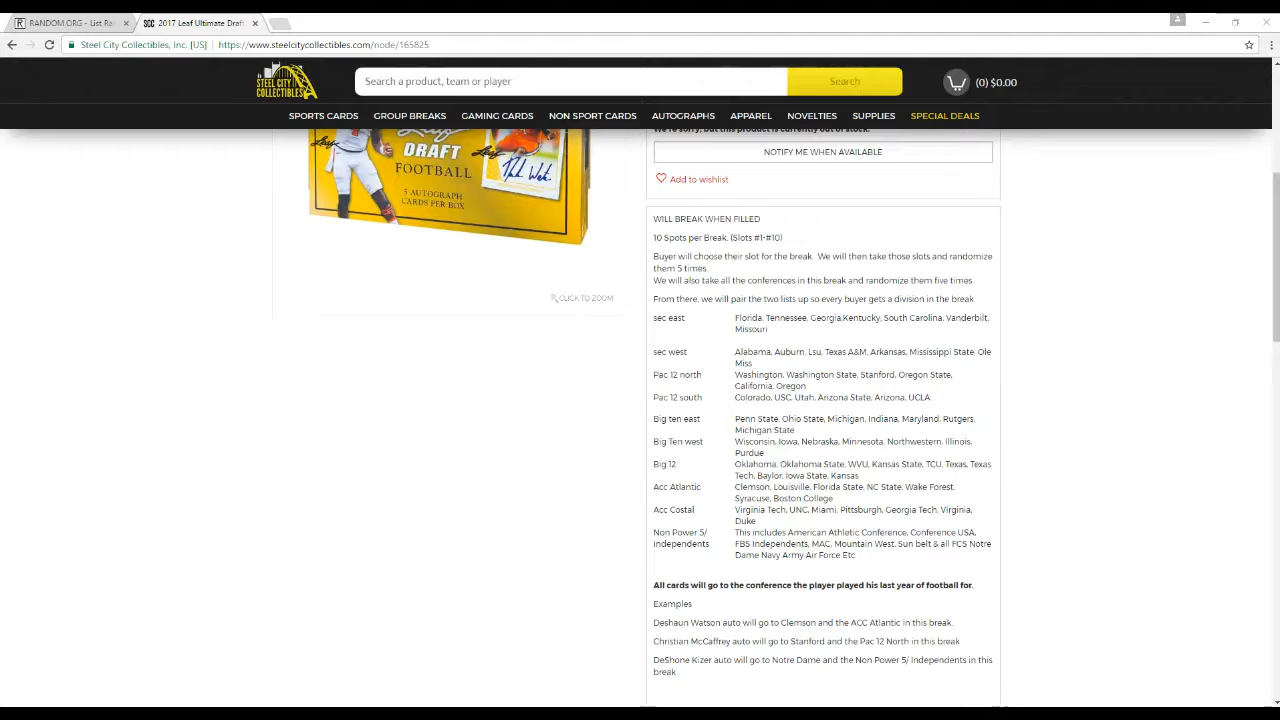 RANDOM.ORG - List Ra
2017 Leaf Ultimate Draf
Steel City Collectibles, Inc. [US]
https://www.steelcitycollectibles.com/node/165825
STEEL CITY
COLLECTIBLES
Search a product, team or player
Search
(0) $0.00
SPORTS CARDS
GROUP BREAKS
GAMING CARDS
NON SPORT CARDS
AUTOGRAPHS
APPAREL
NOVELTIES
SUPPLIES
SPECIAL DEALS
Leaf
DRAFT
FOOTBALL
5 AUTOGRAPH
CARDS PER BOX
CLICK TO ZOOM
We're sorry, but this product is currently out of stock.
NOTIFY ME WHEN AVAILABLE
Add to wishlist
WILL BREAK WHEN FILLED
10 Spots per Break. (Slots #1-#10)
Buyer will choose their slot for the break.  We will then take those slots and randomize
them 5 times.
We will also take all the conferences in this break and randomize them five times
From there, we will pair the two lists up so every buyer gets a division in the break
sec east Florida, Tennessee, Georgia,Kentucky, South Carolina, Vanderbilt,
Missouri
sec west Alabama, Auburn, Lsu, Texas A&M, Arkansas, Mississippi State, Ole
Miss
Pac 12 north Washington, Washington State, Stanford, Oregon State,
California, Oregon
Pac 12 south Colorado, USC, Utah, Arizona State, Arizona, UCLA
Big ten east Penn State, Ohio State, Michigan, Indiana, Maryland, Rutgers,
Michigan State
Big Ten west Wisconsin, Iowa, Nebraska, Minnesota, Northwestern, Illinois,
Purdue
Big 12 Oklahoma, Oklahoma State, WVU, Kansas State, TCU, Texas, Texas
Tech, Baylor, Iowa State, Kansas
Acc Atlantic Clemson, Louisville, Florida State, NC State, Wake Forest,
Syracuse, Boston College
Acc Costal Virginia Tech, UNC, Miami, Pittsburgh, Georgia Tech, Virginia,
Duke
Non Power 5/ This includes American Athletic Conference, Conference USA,
Independents FBS Independents, MAC, Mountain West, Sun belt & all FCS Notre
Dame Navy Army Air Force Etc
All cards will go to the conference the player played his last year of football for.
Examples
Deshaun Watson auto will go to Clemson and the ACC Atlantic in this break.
Christian McCaffrey auto will go to Stanford and the Pac 12 North in this break
DeShone Kizer auto will go to Notre Dame and the Non Power 5/ Independents in this
break